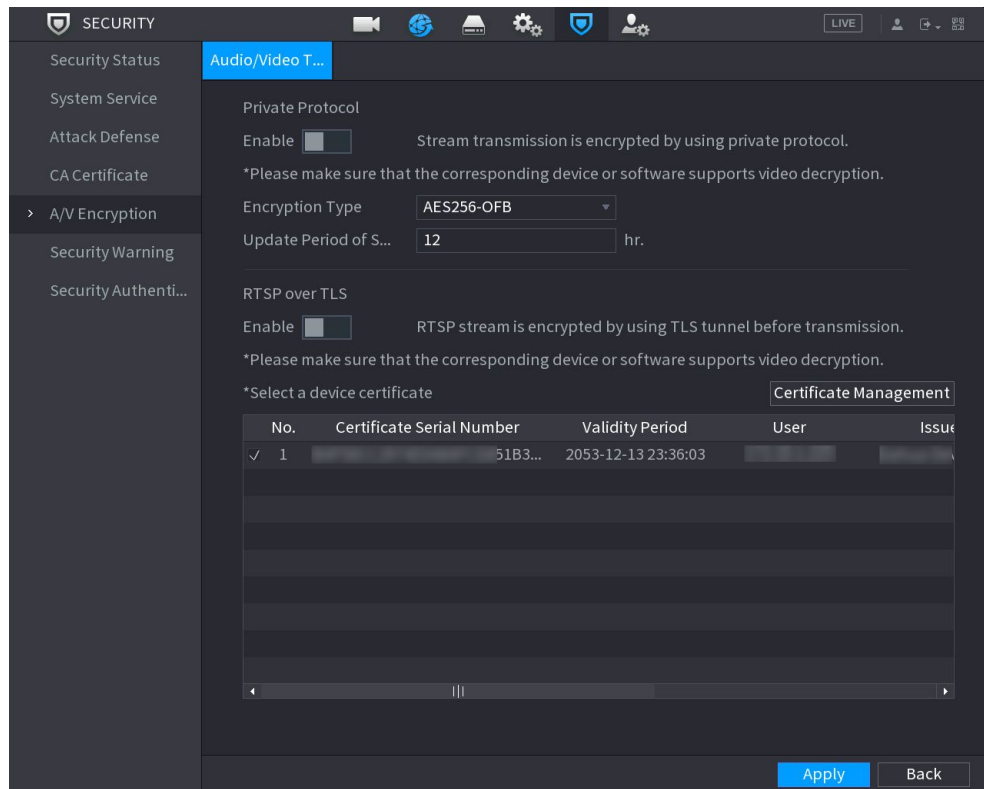 SECURITY
LIVE
Security Status
System Service
Attack Defense
CA Certificate
A/V Encryption
Security Warning
Security Authenti...
Audio/Video T...
Private Protocol
Enable Stream transmission is encrypted by using private protocol.
*Please make sure that the corresponding device or software supports video decryption.
Encryption Type AES256-OFB
Update Period of S... 12 hr.
RTSP over TLS
Enable RTSP stream is encrypted by using TLS tunnel before transmission.
*Please make sure that the corresponding device or software supports video decryption.
*Select a device certificate Certificate Management
No. Certificate Serial Number Validity Period User Issue
1 51B3... 2053-12-13 23:36:03
Apply Back